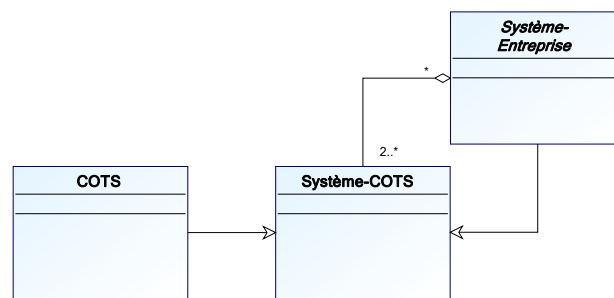 Système-
Entreprise
*
2..*
COTS
Système-COTS